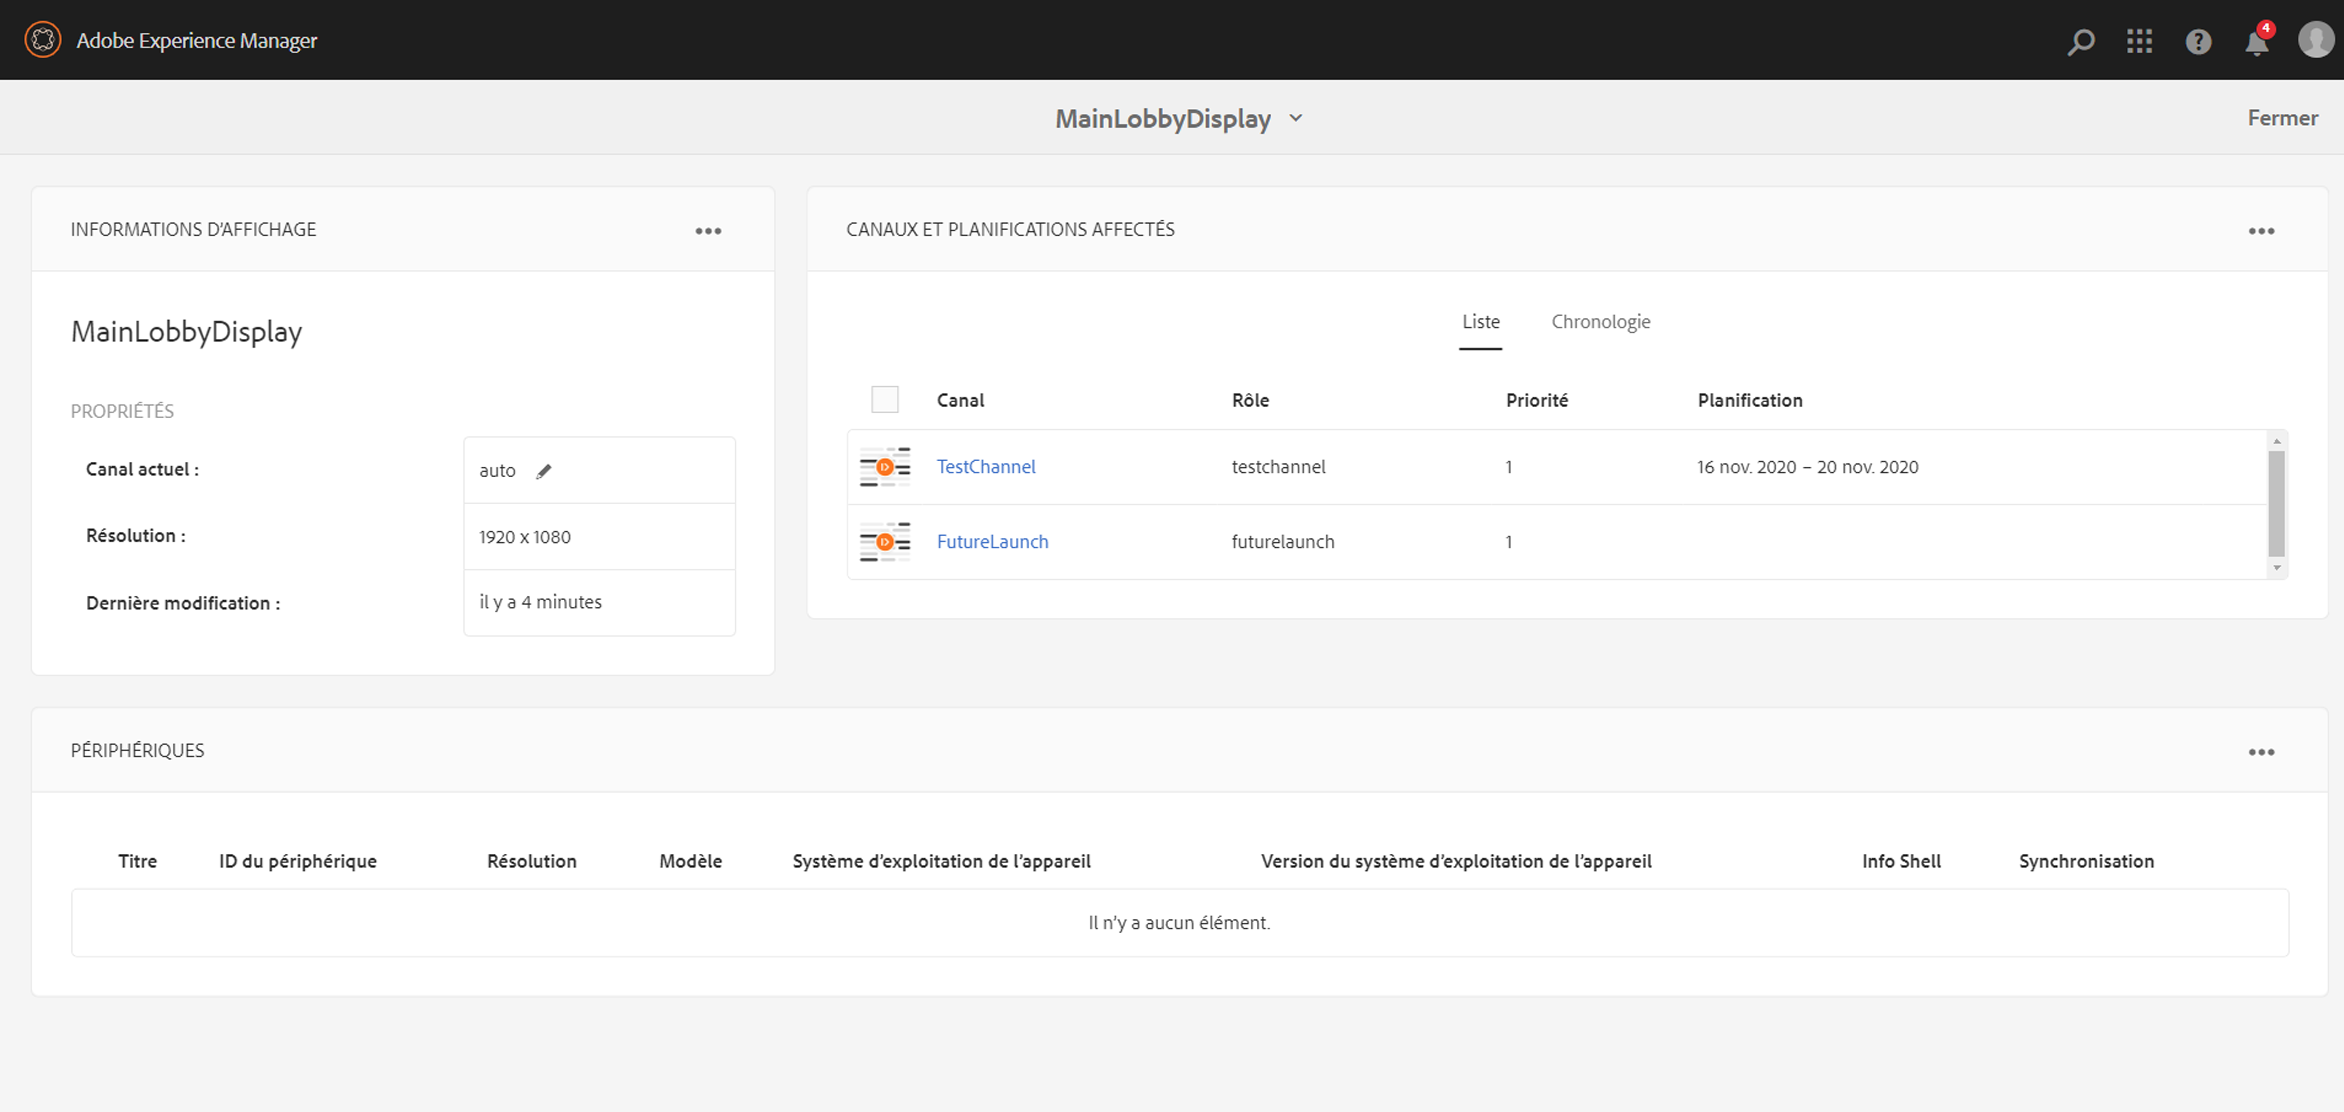 Adobe Experience Manager
4
MainLobbyDisplay
Fermer
INFORMATIONS D'AFFICHAGE
MainLobbyDisplay
PROPRIÉTÉS
Canal actuel : auto
Résolution : 1920 x 1080
Dernière modification : il y a 4 minutes
CANAUX ET PLANIFICATIONS AFFECTÉS
Liste Chronologie
Canal Rôle Priorité Planification
TestChannel testchannel 1 16 nov. 2020 – 20 nov. 2020
FutureLaunch futurelaunch 1
PÉRIPHÉRIQUES
Titre ID du périphérique Résolution Modèle Système d'exploitation de l'appareil Version du système d'exploitation de l'appareil Info Shell Synchronisation
Il n'y a aucun élément.